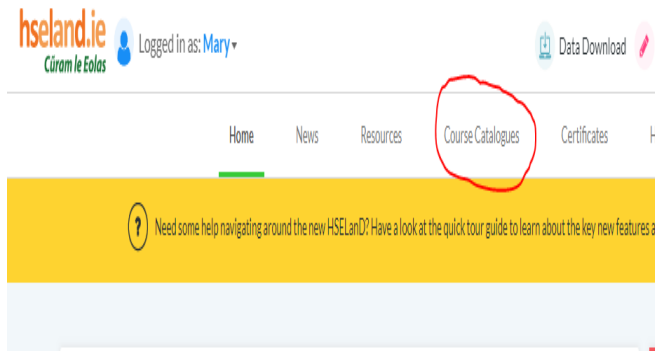 hseland.ie
Cúram le Eolas
Logged in as: Mary
Data Download
Home News Resources Course Catalogues Certificates H
? Need some help navigating around the new HSELanD? Have a look at the quick tour guide to learn about the key new features a